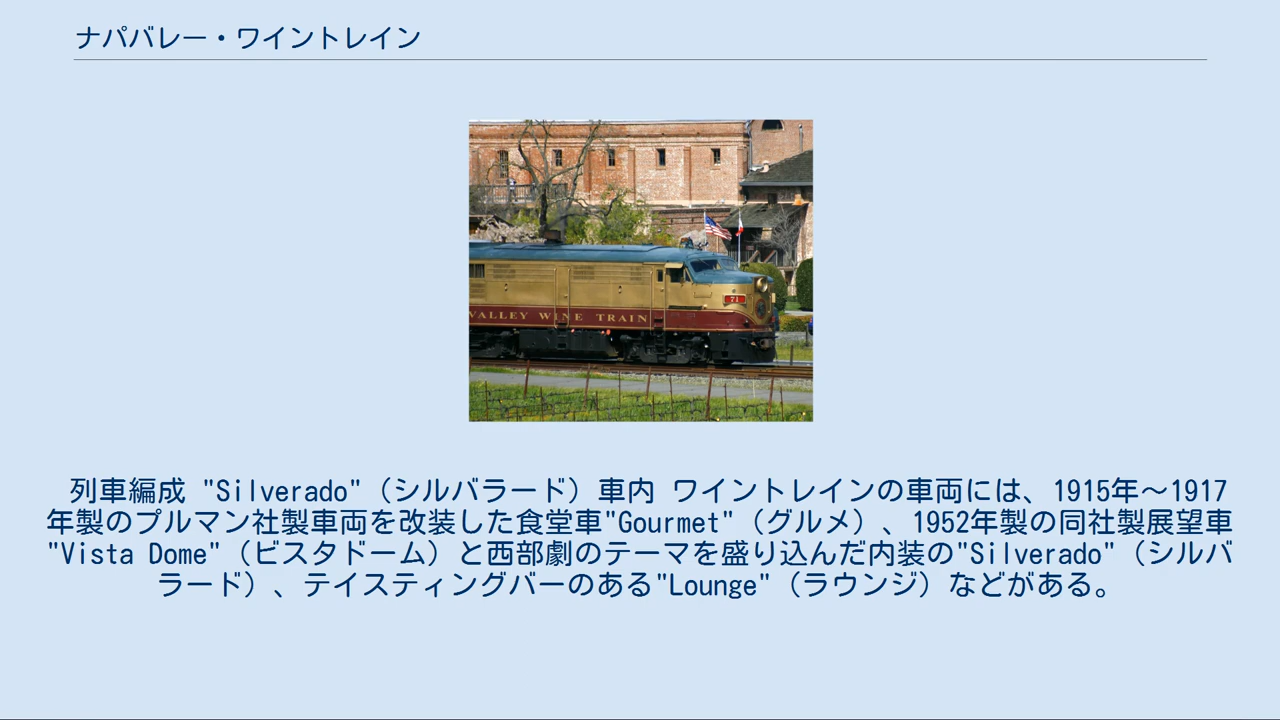 ナパバレー・ワイントレイン
71
VALLEY WINE TRAIN
列車編成 "Silverado"（シルバラード）車内 ワイントレインの車両には、1915年～1917
年製のプルマン社製車両を改装した食堂車"Gourmet"（グルメ）、1952年製の同社製展望車
"Vista Dome"（ビスタドーム）と西部劇のテーマを盛り込んだ内装の"Silverado"（シルバ
ラード）、テイスティングバーのある"Lounge"（ラウンジ）などがある。